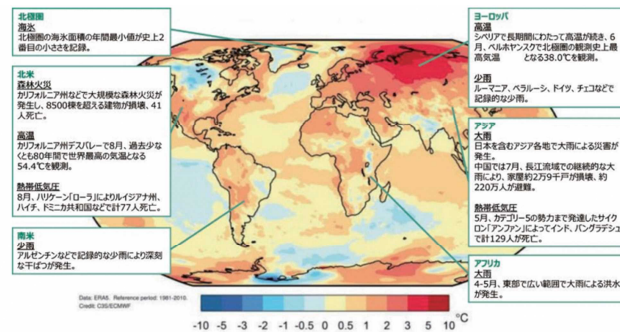 北極圏
海氷
北極圏の海氷面積の年間最小値が史上2
番目の小ささを記録。
北米
森林火災
カリフォルニア州などで大規模な森林火災が
発生し、8500棟を超える建物が損壊、41
人死亡。
高温
カリフォルニア州デスバレーで8月、過去少な
くとも80年間で世界最高の気温となる
54.4℃を観測。
熱帯低気圧
8月、ハリケーン「ローラ」によりルイジアナ州、
ハイチ、ドミニカ共和国などで計77人死亡。
南米
少雨
アルゼンチンなどで記録的な少雨により深刻
な干ばつが発生。
ヨーロッパ
高温
シベリアで長期間にわたって高温が続き、6
月、ベルホヤンスクで北極圏の観測史上最
高気温 となる38.0℃を観測。
少雨
ルーマニア、ベラルーシ、ドイツ、チェコなどで
記録的な少雨。
アジア
大雨
日本を含むアジア各地で大雨による災害が
発生。
中国では7月、長江流域での継続的な大
雨により、家屋約2万9千戸が損壊、約
220万人が避難。
熱帯低気圧
5月、カテゴリー5の勢力まで発達したサイク
ロン「アンファン」によってインド、バングラデシュ
で計129人が死亡。
アフリカ
大雨
4-5月、東部で広い範囲で大雨による洪水
が発生。
Data: ERA5. Reference period: 1981-2010.
Credit: C3S/ECMWF
-10 -5 -3 -2 -1 -0.5 0 0.5 1 2 3 5 10 °C